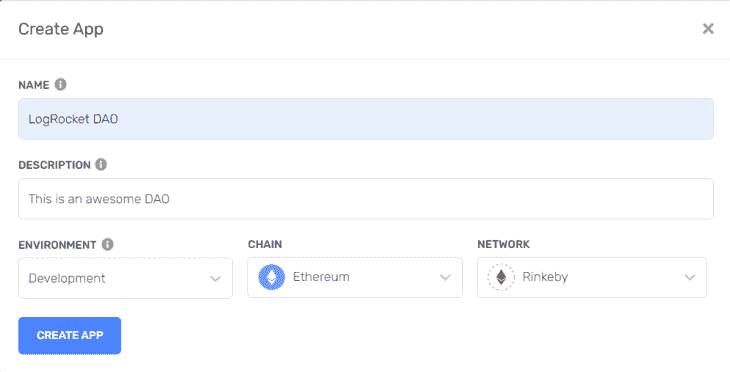 Create App
NAME
LogRocket DAO
DESCRIPTION
This is an awesome DAO
ENVIRONMENT CHAIN NETWORK
Development Ethereum Rinkeby
CREATE APP